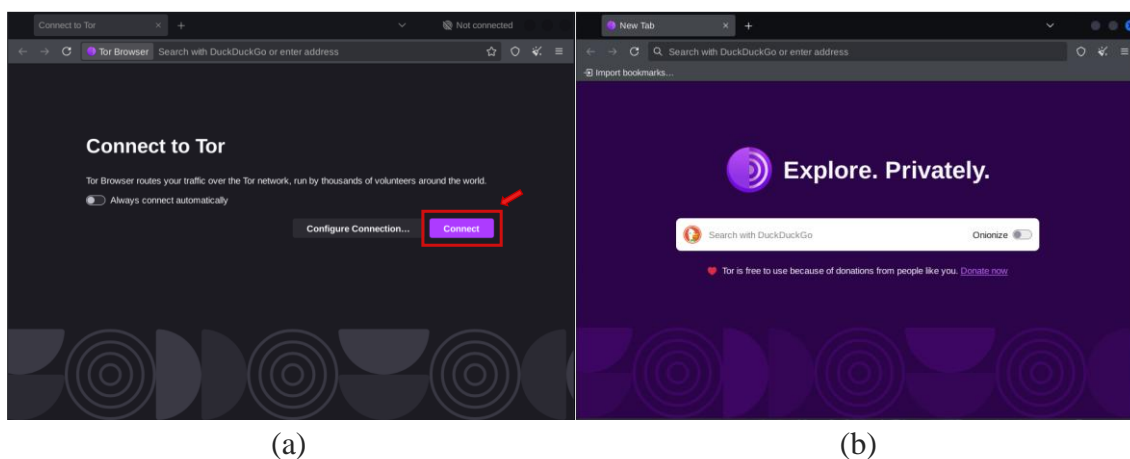 Connect to Tor
Not connected
Tor Browser Search with DuckDuckGo or enter address
Connect to Tor
Tor Browser routes your traffic over the Tor network, run by thousands of volunteers around the world.
Always connect automatically
Configure Connection... Connect
(a)
New Tab
Search with DuckDuckGo or enter address
Import bookmarks...
Explore. Privately.
Search with DuckDuckGo Onionize
Tor is free to use because of donations from people like you. Donate now
(b)